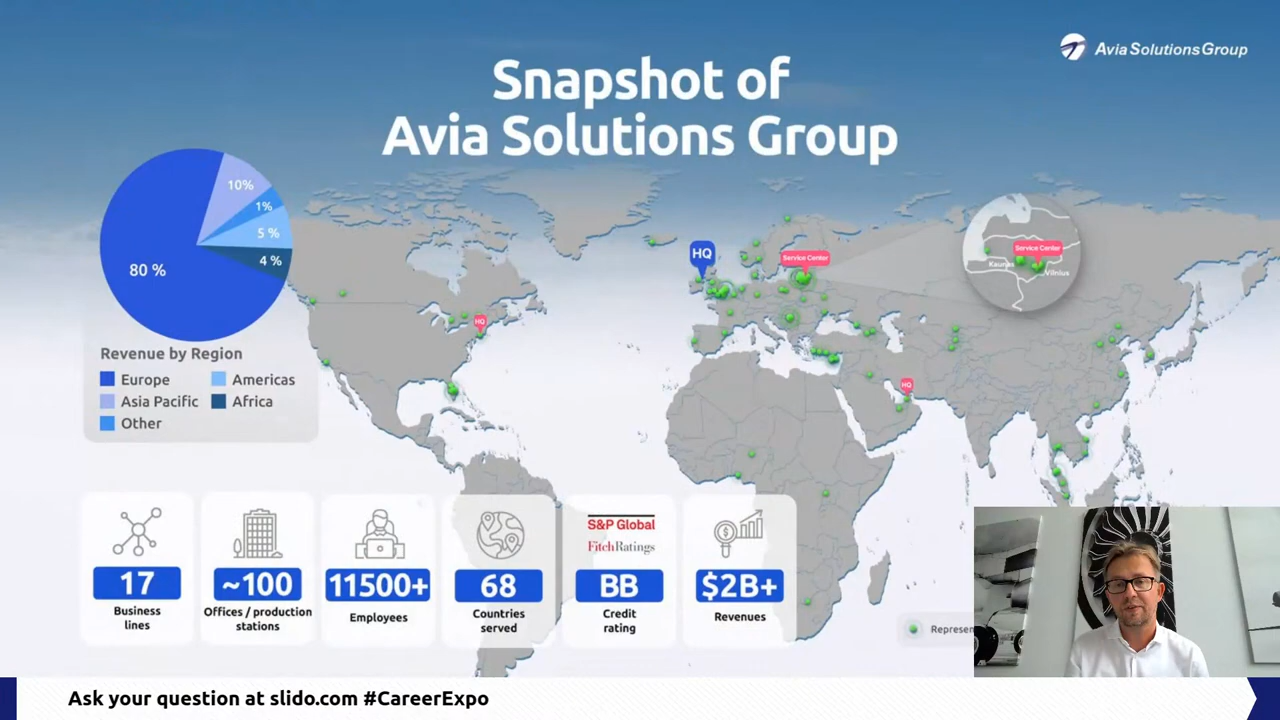 Avia Solutions Group
Snapshot of
Avia Solutions Group
10%
1%
5 %
4 %
80 %
Revenue by Region
Europe
Americas
Asia Pacific
Africa
Other
HQ
Service Center
HQ
HQ
Service Center
Kaunas
Vilnius
17
Business
lines
~100
Offices / production
stations
11500+
Employees
68
Countries
served
S&P Global
FitchRatings
BB
Credit
rating
$2B+
Revenues
Represen
Ask your question at slido.com #CareerExpo